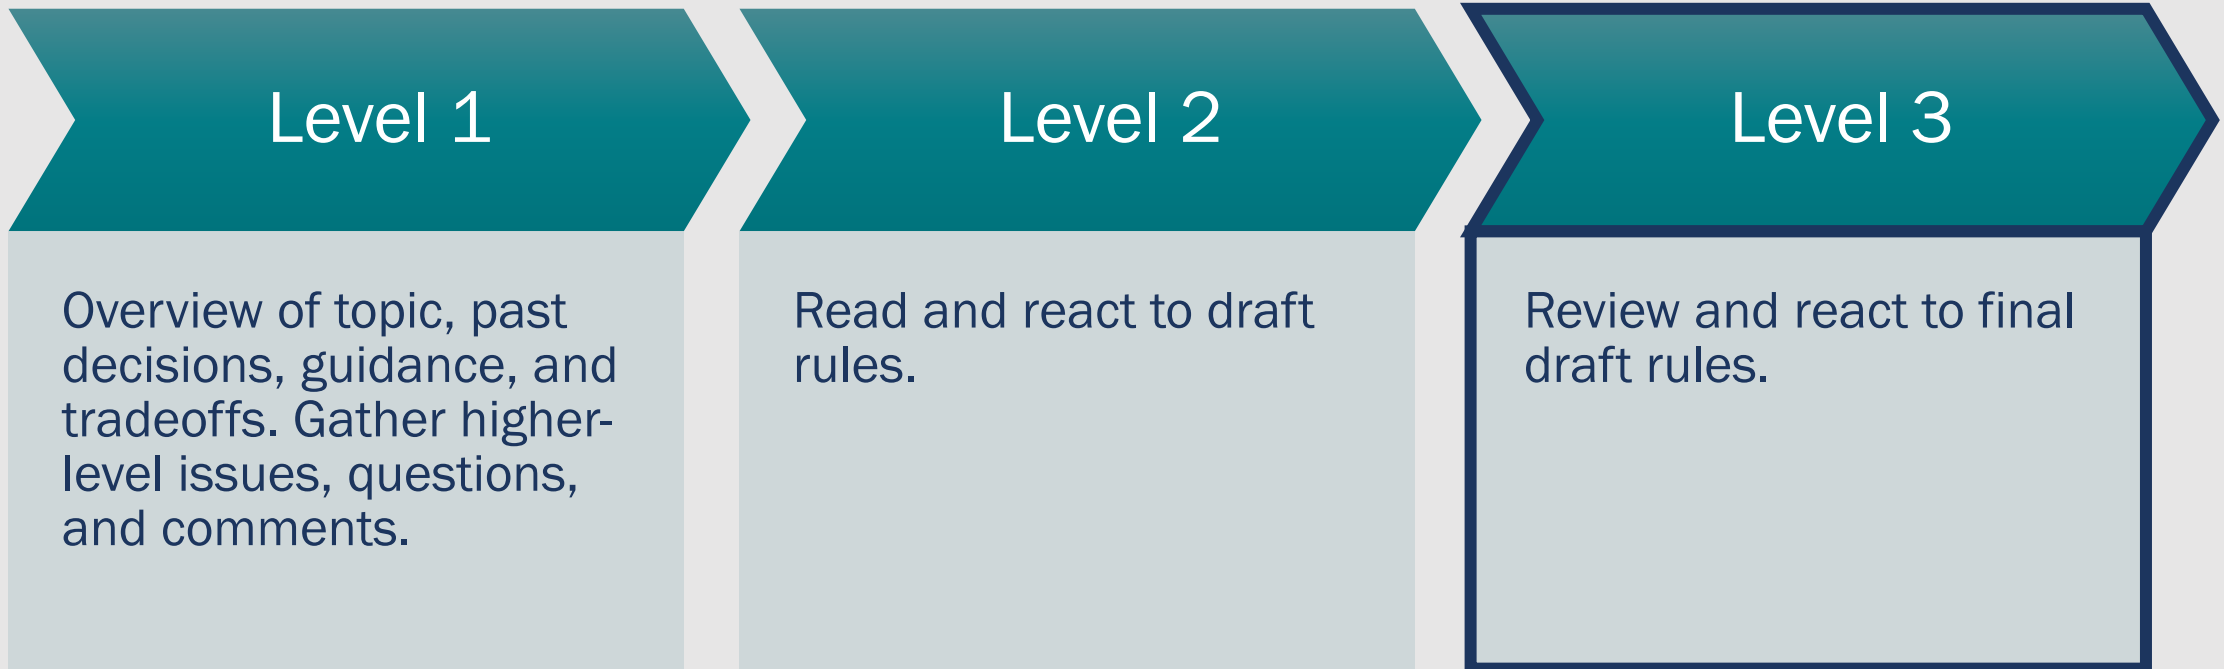 Level 1
Overview of topic, past
decisions, guidance, and
tradeoffs. Gather higher-
level issues, questions,
and comments.
Level 2
Read and react to draft
rules.
Level 3
Review and react to final
draft rules.